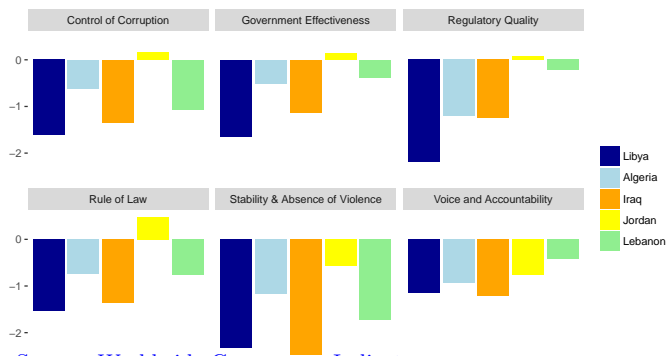 Control of Corruption Government Effectiveness Regulatory Quality
0
−1
−2
Libya
Algeria
Iraq
Jordan
Lebanon
Rule of Law Stability & Absence of Violence Voice and Accountability
0
−1
−2